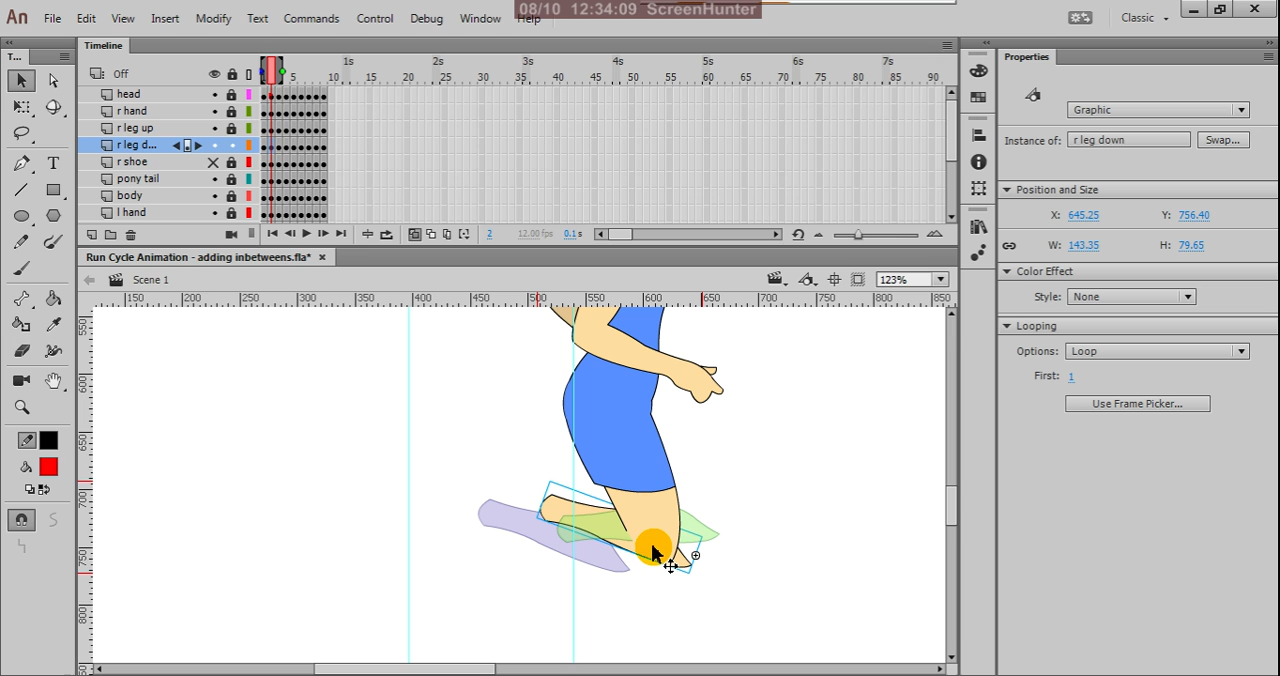 08/10 12:34:09 ScreenHunter
An File Edit View Insert Modify Text Commands Control Debug Window Help Classic
T... Timeline Properties
Off 1s 2s 3s 4s 5s 6s 7s
5 10 15 20 25 30 35 40 45 50 55 60 65 70 75 80 85 90
head
r hand
r leg up
r leg d...
r shoe
pony tail
body
l hand
2 12.00 fps 0.1 s
Run Cycle Animation - adding inbetweens.fla*
Scene 1 123%
150 200 250 300 350 400 450 500 550 600 650 700 750 800 850
550
600
650
700
750
800
Graphic
Instance of: r leg down Swap...
Position and Size
X: 645.25 Y: 756.40
W: 143.35 H: 79.65
Color Effect
Style: None
Looping
Options: Loop
First: 1
Use Frame Picker...